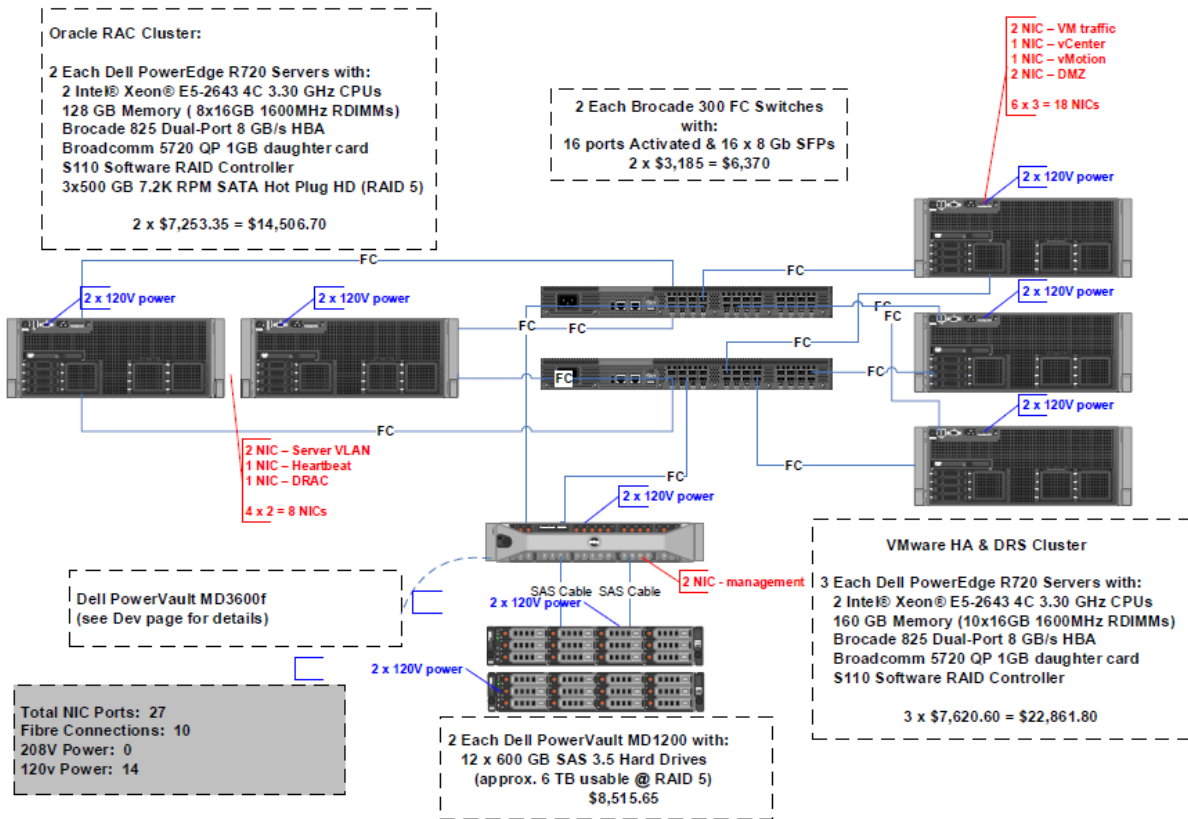 Oracle RAC Cluster:
2 Each Dell PowerEdge R720 Servers with:
2 Intel® Xeon® E5-2643 4C 3.30 GHz CPUs
128 GB Memory ( 8x16GB 1600MHz RDIMMs)
Brocade 825 Dual-Port 8 GB/s HBA
Broadcomm 5720 QP 1GB daughter card
S110 Software RAID Controller
3x500 GB 7.2K RPM SATA Hot Plug HD (RAID 5)
2 x $7,253.35 = $14,506.70
2 Each Brocade 300 FC Switches
with:
16 ports Activated & 16 x 8 Gb SFPs
2 x $3,185 = $6,370
2 NIC – VM traffic
1 NIC – vCenter
1 NIC – vMotion
2 NIC – DMZ
6 x 3 = 18 NICs
2 x 120V power
FC
FC
2 x 120V power
2 x 120V power
2 x 120V power
FC
FC
FC
FC
FC
FC
FC
2 x 120V power
FC
2 NIC – Server VLAN
1 NIC – Heartbeat
1 NIC – DRAC
4 x 2 = 8 NICs
FC
FC
2 x 120V power
Dell PowerVault MD3600f
(see Dev page for details)
SAS Cable
SAS Cable
2 NIC - management
2 x 120V power
2 x 120V power
VMware HA & DRS Cluster
3 Each Dell PowerEdge R720 Servers with:
2 Intel® Xeon® E5-2643 4C 3.30 GHz CPUs
160 GB Memory (10x16GB 1600MHz RDIMMs)
Brocade 825 Dual-Port 8 GB/s HBA
Broadcomm 5720 QP 1GB daughter card
S110 Software RAID Controller
3 x $7,620.60 = $22,861.80
Total NIC Ports: 27
Fibre Connections: 10
208V Power: 0
120v Power: 14
2 Each Dell PowerVault MD1200 with:
12 x 600 GB SAS 3.5 Hard Drives
(approx. 6 TB usable @ RAID 5)
$8,515.65